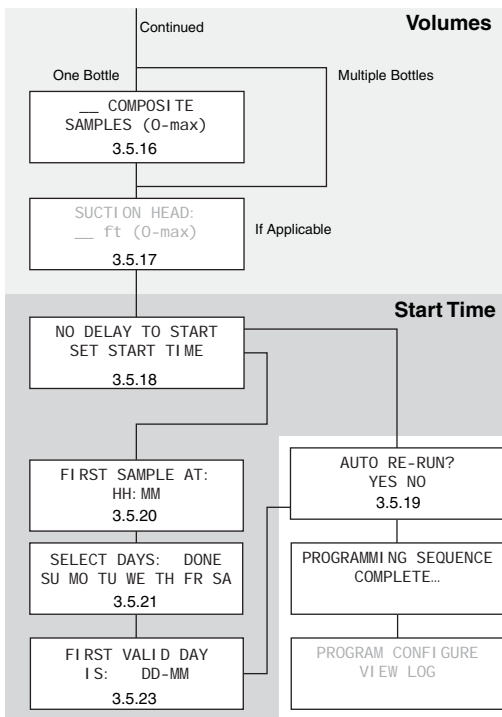 Continued
Volumes
One Bottle
Multiple Bottles
__ COMPOSITE
SAMPLES (0-max)
3.5.16
SUCTION HEAD:
__ ft (0-max)
3.5.17
If Applicable
Start Time
NO DELAY TO START
SET START TIME
3.5.18
FIRST SAMPLE AT:
HH:MM
3.5.20
SELECT DAYS: DONE
SU MO TU WE TH FR SA
3.5.21
FIRST VALID DAY
IS: DD-MM
3.5.23
AUTO RE-RUN?
YES NO
3.5.19
PROGRAMMING SEQUENCE
COMPLETE…
PROGRAM CONFIGURE
VIEW LOG